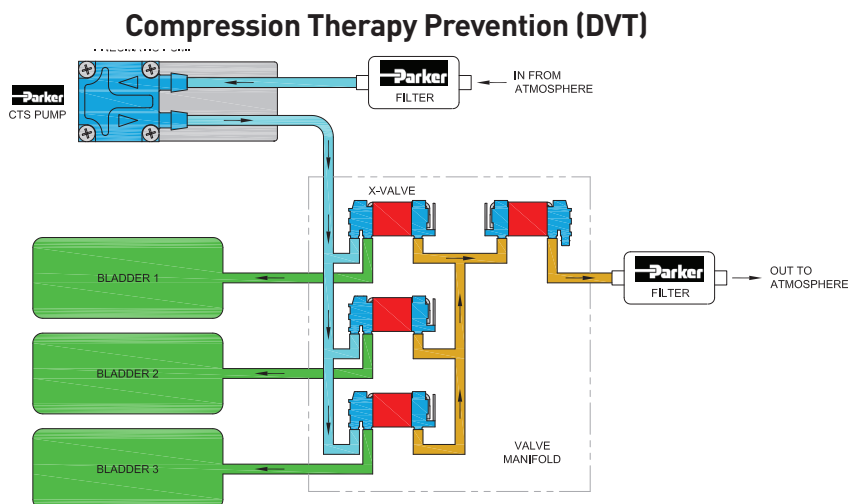 Compression Therapy Prevention (DVT)
Parker
CTS PUMP
Parker
FILTER
IN FROM
ATMOSPHERE
X-VALVE
BLADDER 1
BLADDER 2
BLADDER 3
Parker
FILTER
OUT TO
ATMOSPHERE
VALVE
MANIFOLD